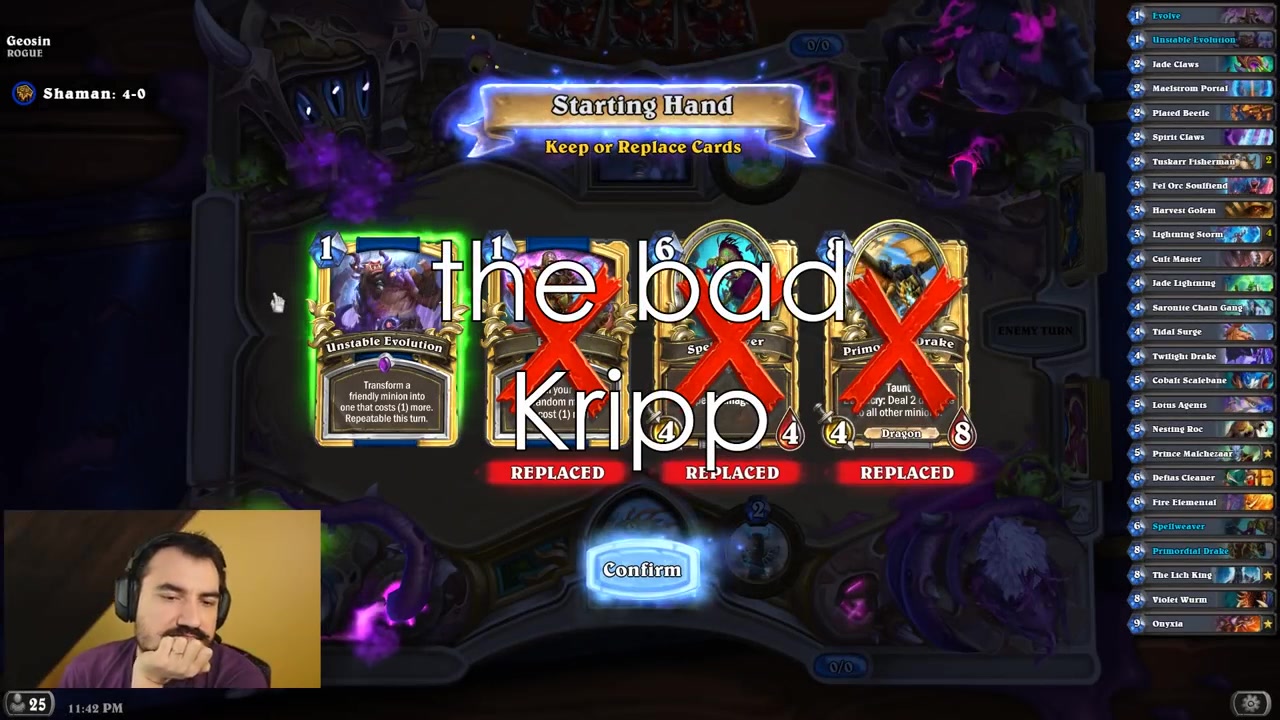 Geosin
ROGUE
Shaman: 4-0
0/0
Starting Hand
Keep or Replace Cards
the bad
Kripp
1
Unstable Evolution
Transform a
friendly minion into
one that costs (1) more.
Repeatable this turn.
1
6
4
4
8
Taunt
to all other
4
Dragon
8
REPLACED
REPLACED
REPLACED
ENEMY TURN
2
Confirm
0/0
25
11:42 PM
1 Evolve
1 Unstable Evolution
2 Jade Claws
2 Maelstrom Portal
2 Plated Beetle
2 Spirit Claws
2 Tuskarr Fisherman 2
3 Fel Orc Soulfiend
3 Harvest Golem
3 Lightning Storm 4
4 Cult Master
4 Jade Lightning
4 Saronite Chain Gang
4 Tidal Surge
4 Twilight Drake
5 Cobalt Scalebane
5 Lotus Agents
5 Nesting Roc
5 Prince Malchezaar
6 Defias Cleaner
6 Fire Elemental
6 Spellweaver
8 Primordial Drake
8 The Lich King
8 Violet Wurm
9 Onyxia